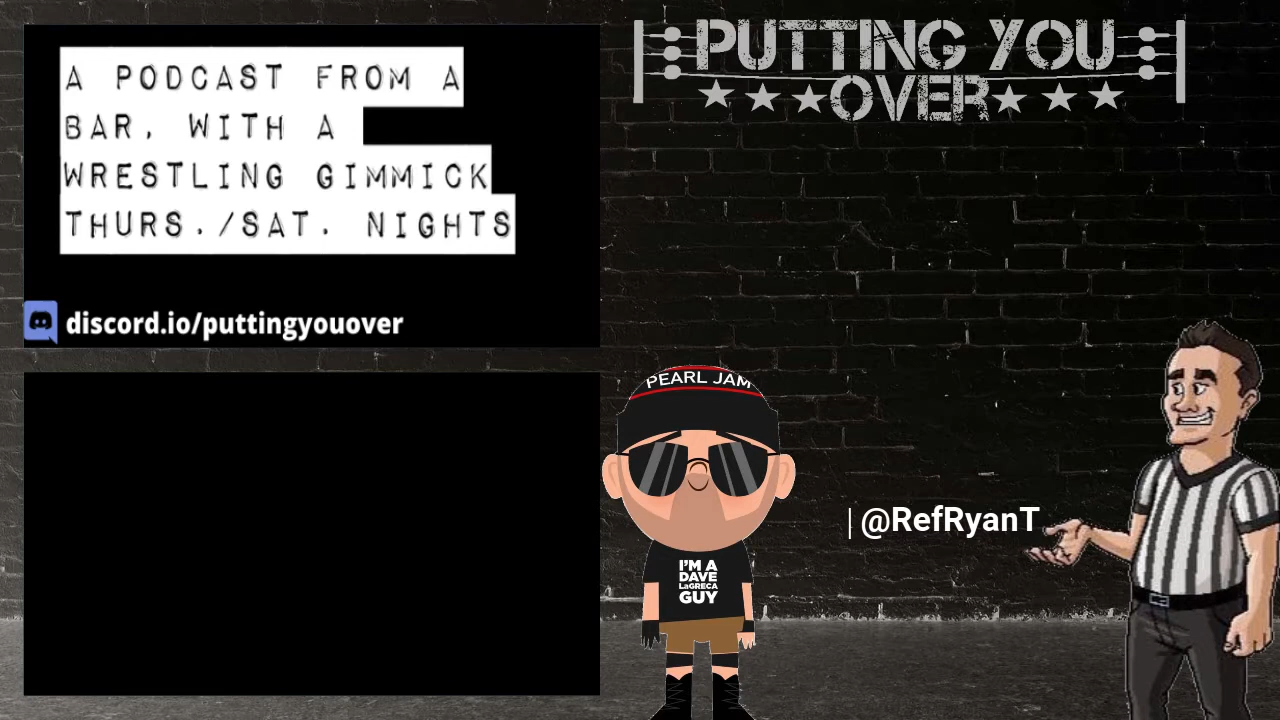 A PODCAST FROM A
BAR, WITH A
WRESTLING GIMMICK
THURS./SAT. NIGHTS
discord.io/puttingyouover
PUTTING YOU
OVER
PEARL JAM
I'M A
DAVE
LaGRECA
GUY
| @RefRyanT